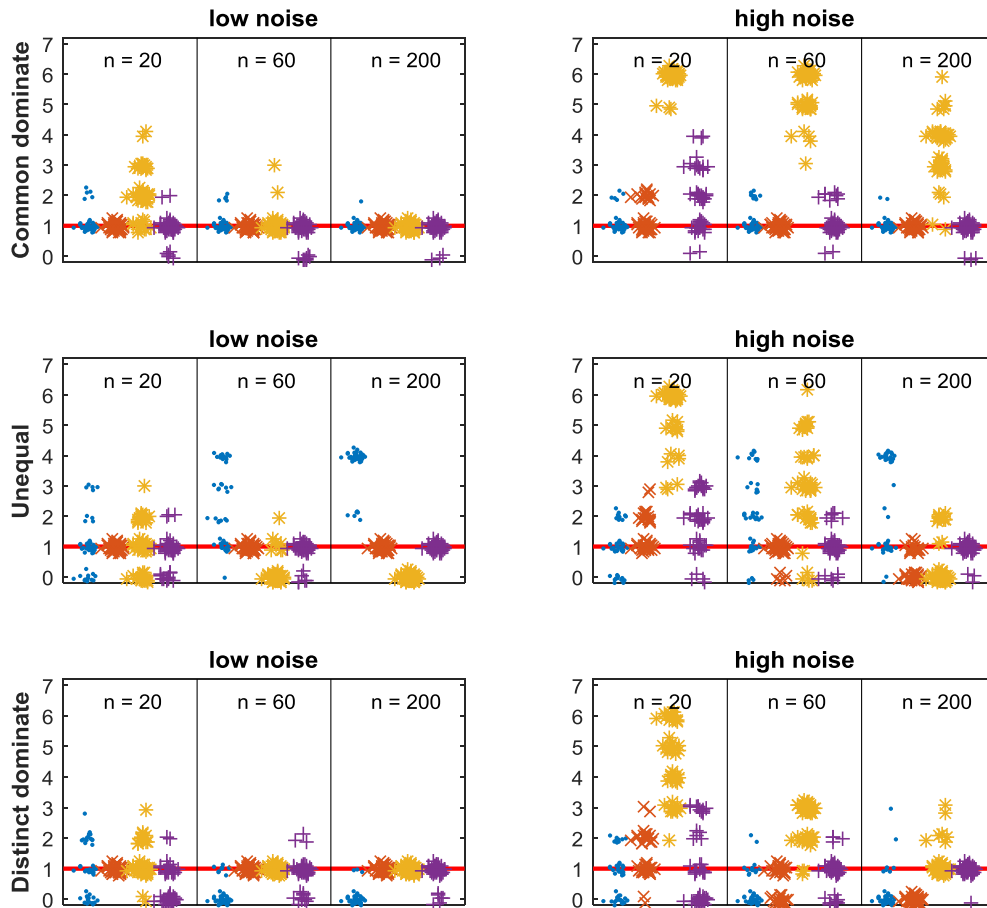 low noise
high noise
Common dominate
7
6
5
4
3
2
1
0
n = 20
n = 60
n = 200
n = 20
n = 60
n = 200
7
6
5
4
3
2
1
0
low noise
high noise
Unequal
7
6
5
4
3
2
1
0
n = 20
n = 60
n = 200
n = 20
n = 60
n = 200
7
6
5
4
3
2
1
0
low noise
high noise
Distinct dominate
7
6
5
4
3
2
1
0
n = 20
n = 60
n = 200
n = 20
n = 60
n = 200
7
6
5
4
3
2
1
0